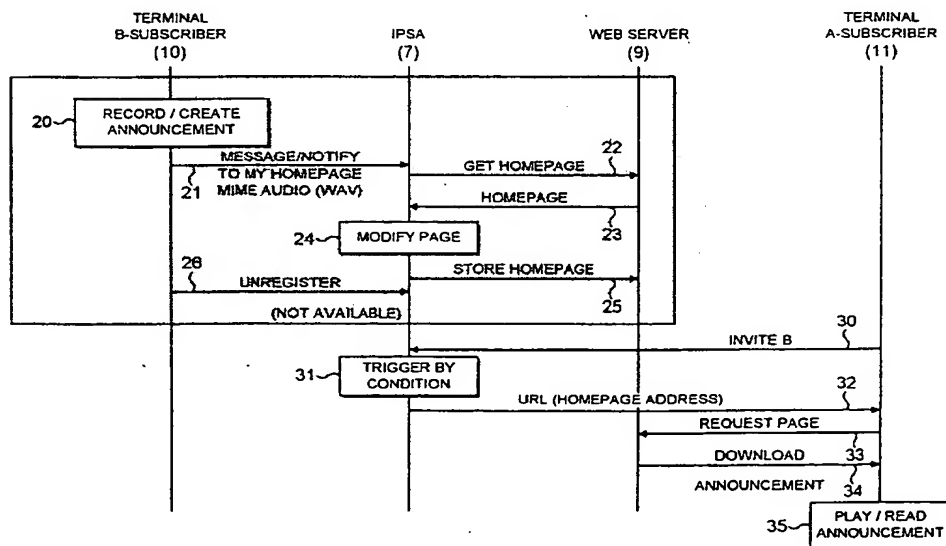 TERMINAL
B-SUBSCRIBER
(10)
IPSA
(7)
WEB SERVER
(9)
TERMINAL
A-SUBSCRIBER
(11)
20
RECORD / CREATE
ANNOUNCEMENT
MESSAGE/NOTIFY
TO MY HOMEPAGE
MIME AUDIO (WAV)
21
22
GET HOMEPAGE
HOMEPAGE
23
24
MODIFY PAGE
26
UNREGISTER
STORE HOMEPAGE
25
(NOT AVAILABLE)
30
INVITE B
31
TRIGGER BY
CONDITION
32
URL (HOMEPAGE ADDRESS)
REQUEST PAGE
33
DOWNLOAD
ANNOUNCEMENT
34
35
PLAY / READ
ANNOUNCEMENT